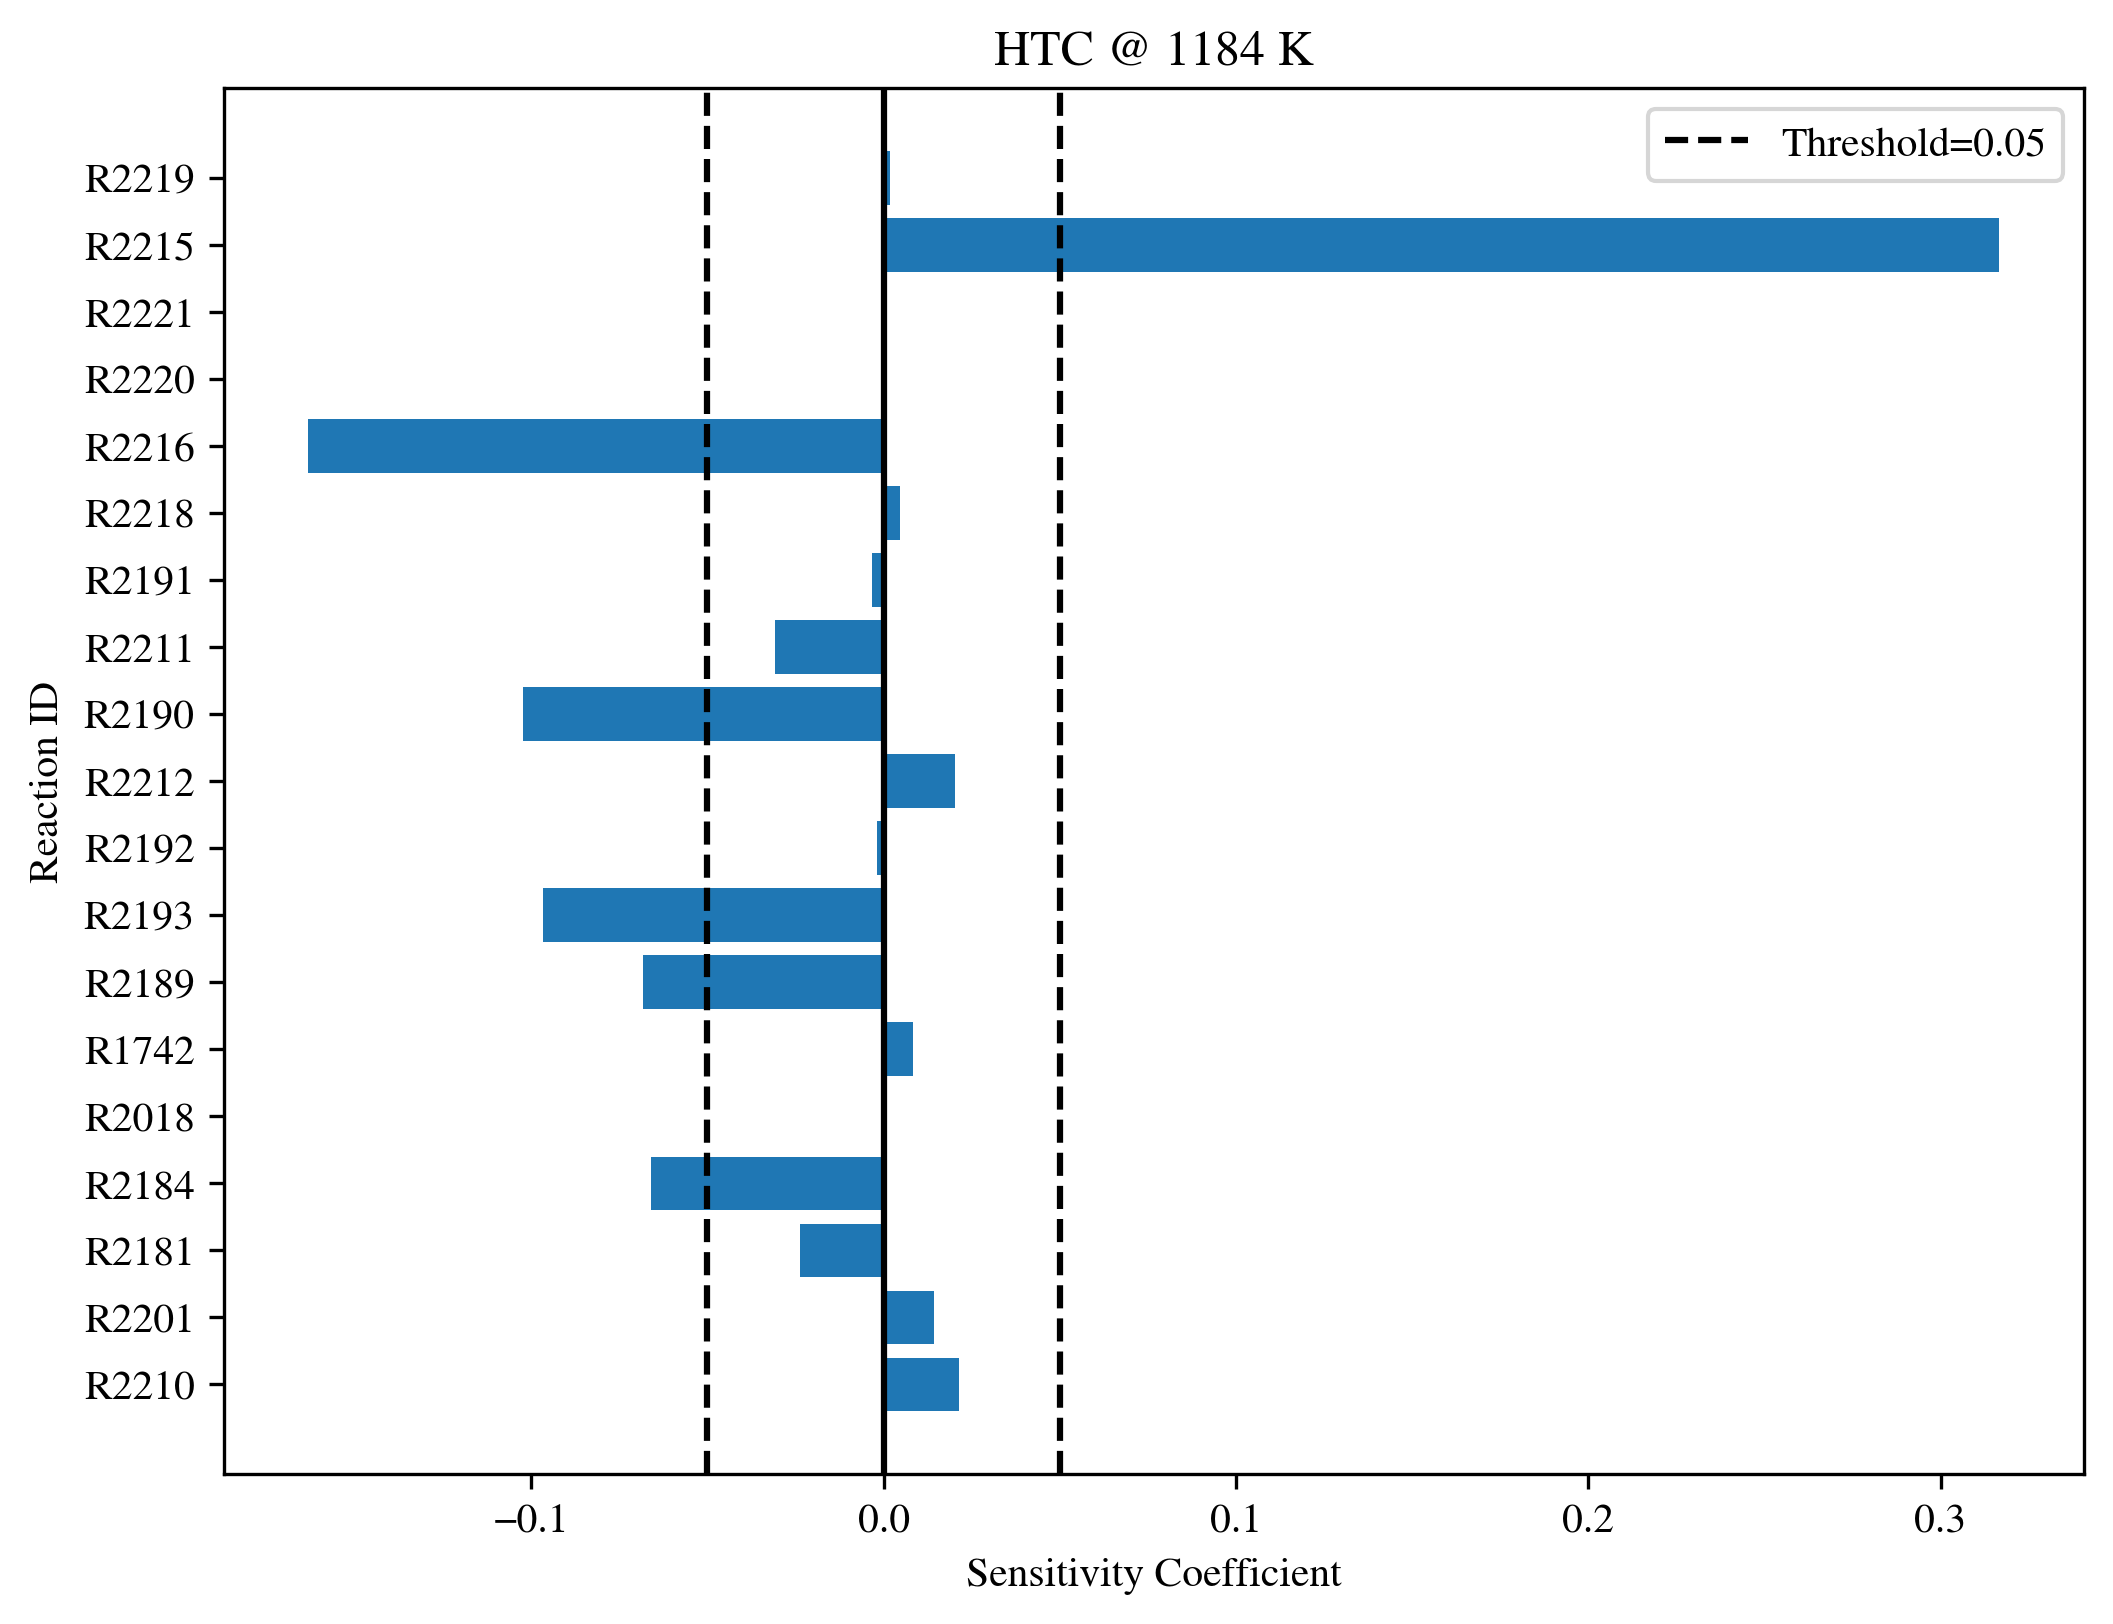 HTC @ 1184 K
Threshold=0.05
R2219
R2215
R2221
R2220
R2216
R2218
R2191
R2211
R2190
R2212
R2192
R2193
R2189
R1742
R2018
R2184
R2181
R2201
R2210
Reaction ID
−0.1 0.0 0.1 0.2 0.3
Sensitivity Coefficient